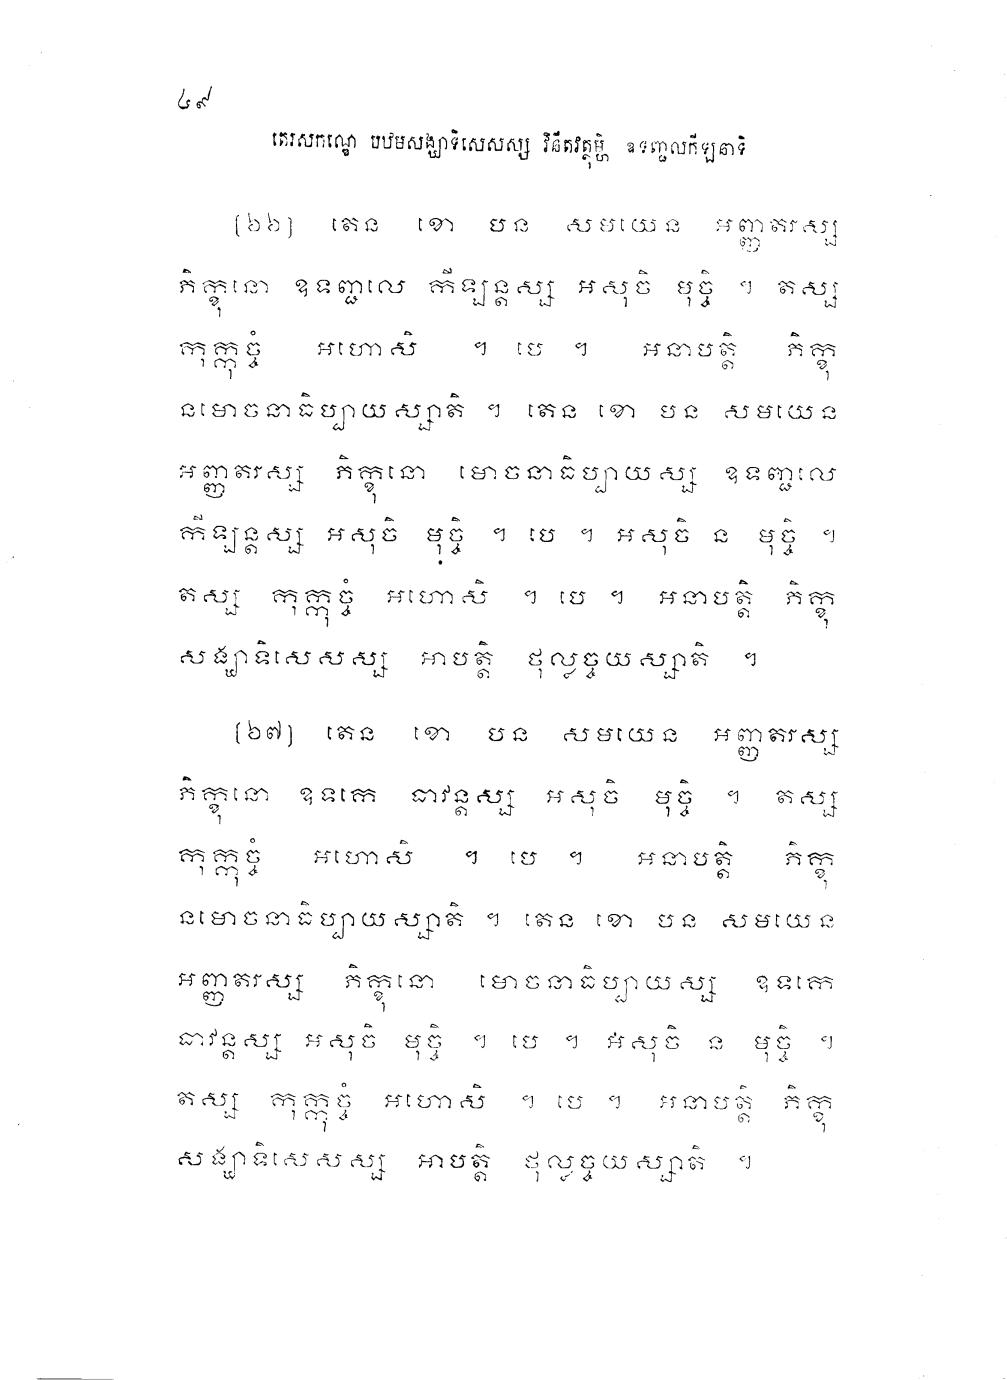 ៤៩
តេរសកណ្ឌេ បឋមសង្ឃាទិសេសស្ស វិនីតវត្ថុម្ហិ ឧទញ្ជលកីឡនាទិ
(៦៦) តេន ខោ បន សមយេន អញ្ញតរស្ស
ភិក្ខុនោ ឧទញ្ជលេ កីឡន្តស្ស អសុចិ មុច្ចិ ។ តស្ស
កុក្កុច្ចំ អហោសិ ។ បេ ។ អនាបត្តិ ភិក្ខុ
នមោចនាធិប្បាយស្សាតិ ។ តេន ខោ បន សមយេន
អញ្ញតរស្ស ភិក្ខុនោ មោចនាធិប្បាយស្ស ឧទញ្ជលេ
កីឡន្តស្ស អសុចិ មុច្ចិ ។ បេ ។ អសុចិ ន មុច្ចិ ។
តស្ស កុក្កុច្ចំ អហោសិ ។ បេ ។ អនាបត្តិ ភិក្ខុ
សង្ឃាទិសេសស្ស អាបត្តិ ថុល្លច្ចយស្សាតិ ។
(៦៧) តេន ខោ បន សមយេន អញ្ញតរស្ស
ភិក្ខុនោ ឧទកេ ធាវន្តស្ស អសុចិ មុច្ចិ ។ តស្ស
កុក្កុច្ចំ អហោសិ ។ បេ ។ អនាបត្តិ ភិក្ខុ
នមោចនាធិប្បាយស្សាតិ ។ តេន ខោ បន សមយេន
អញ្ញតរស្ស ភិក្ខុនោ មោចនាធិប្បាយស្ស ឧទកេ
ធាវន្តស្ស អសុចិ មុច្ចិ ។ បេ ។ អសុចិ ន មុច្ចិ ។
តស្ស កុក្កុច្ចំ អហោសិ ។ បេ ។ អនាបត្តិ ភិក្ខុ
សង្ឃាទិសេសស្ស អាបត្តិ ថុល្លច្ចយស្សាតិ ។